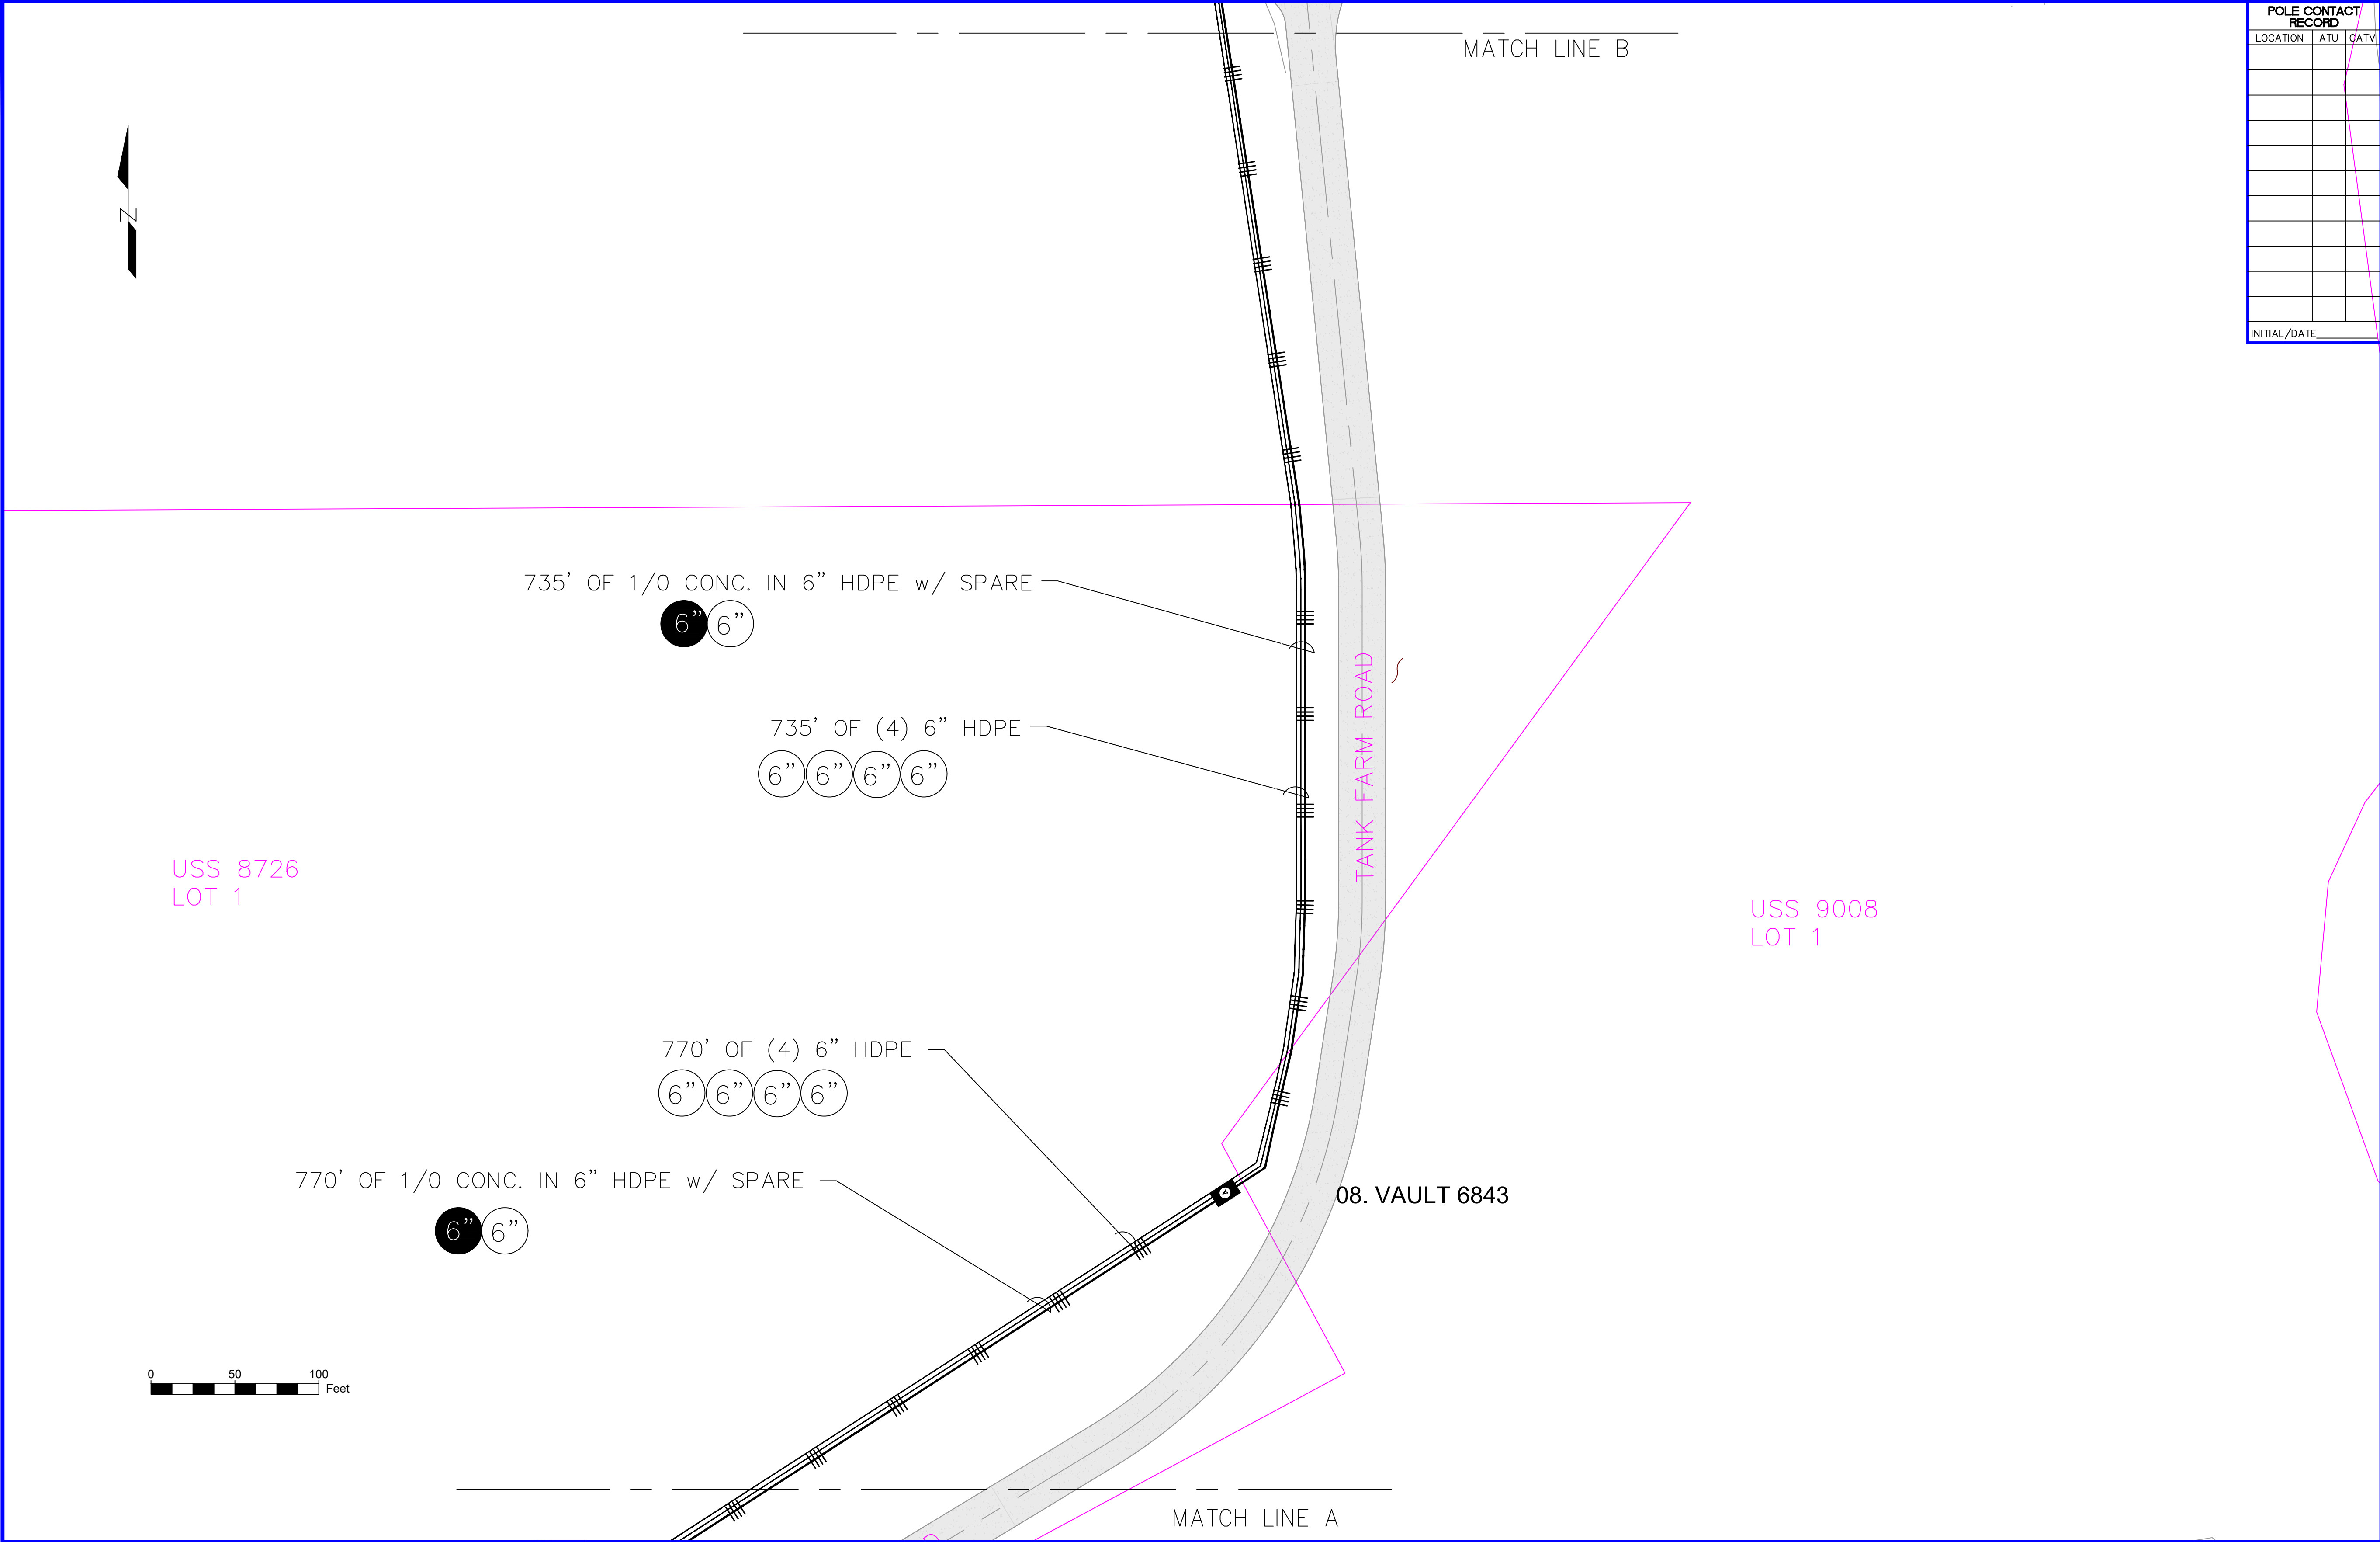 POLE CONTACT
RECORD
LOCATION ATU CATV
INITIAL/DATE
MATCH LINE B
N
735' OF 1/0 CONC. IN 6" HDPE w/ SPARE
6" 6"
735' OF (4) 6" HDPE
6" 6" 6" 6"
TANK FARM ROAD
USS 8726
LOT 1
USS 9008
LOT 1
770' OF (4) 6" HDPE
6" 6" 6" 6"
770' OF 1/0 CONC. IN 6" HDPE w/ SPARE
6" 6"
08. VAULT 6843
0 50 100
Feet
MATCH LINE A